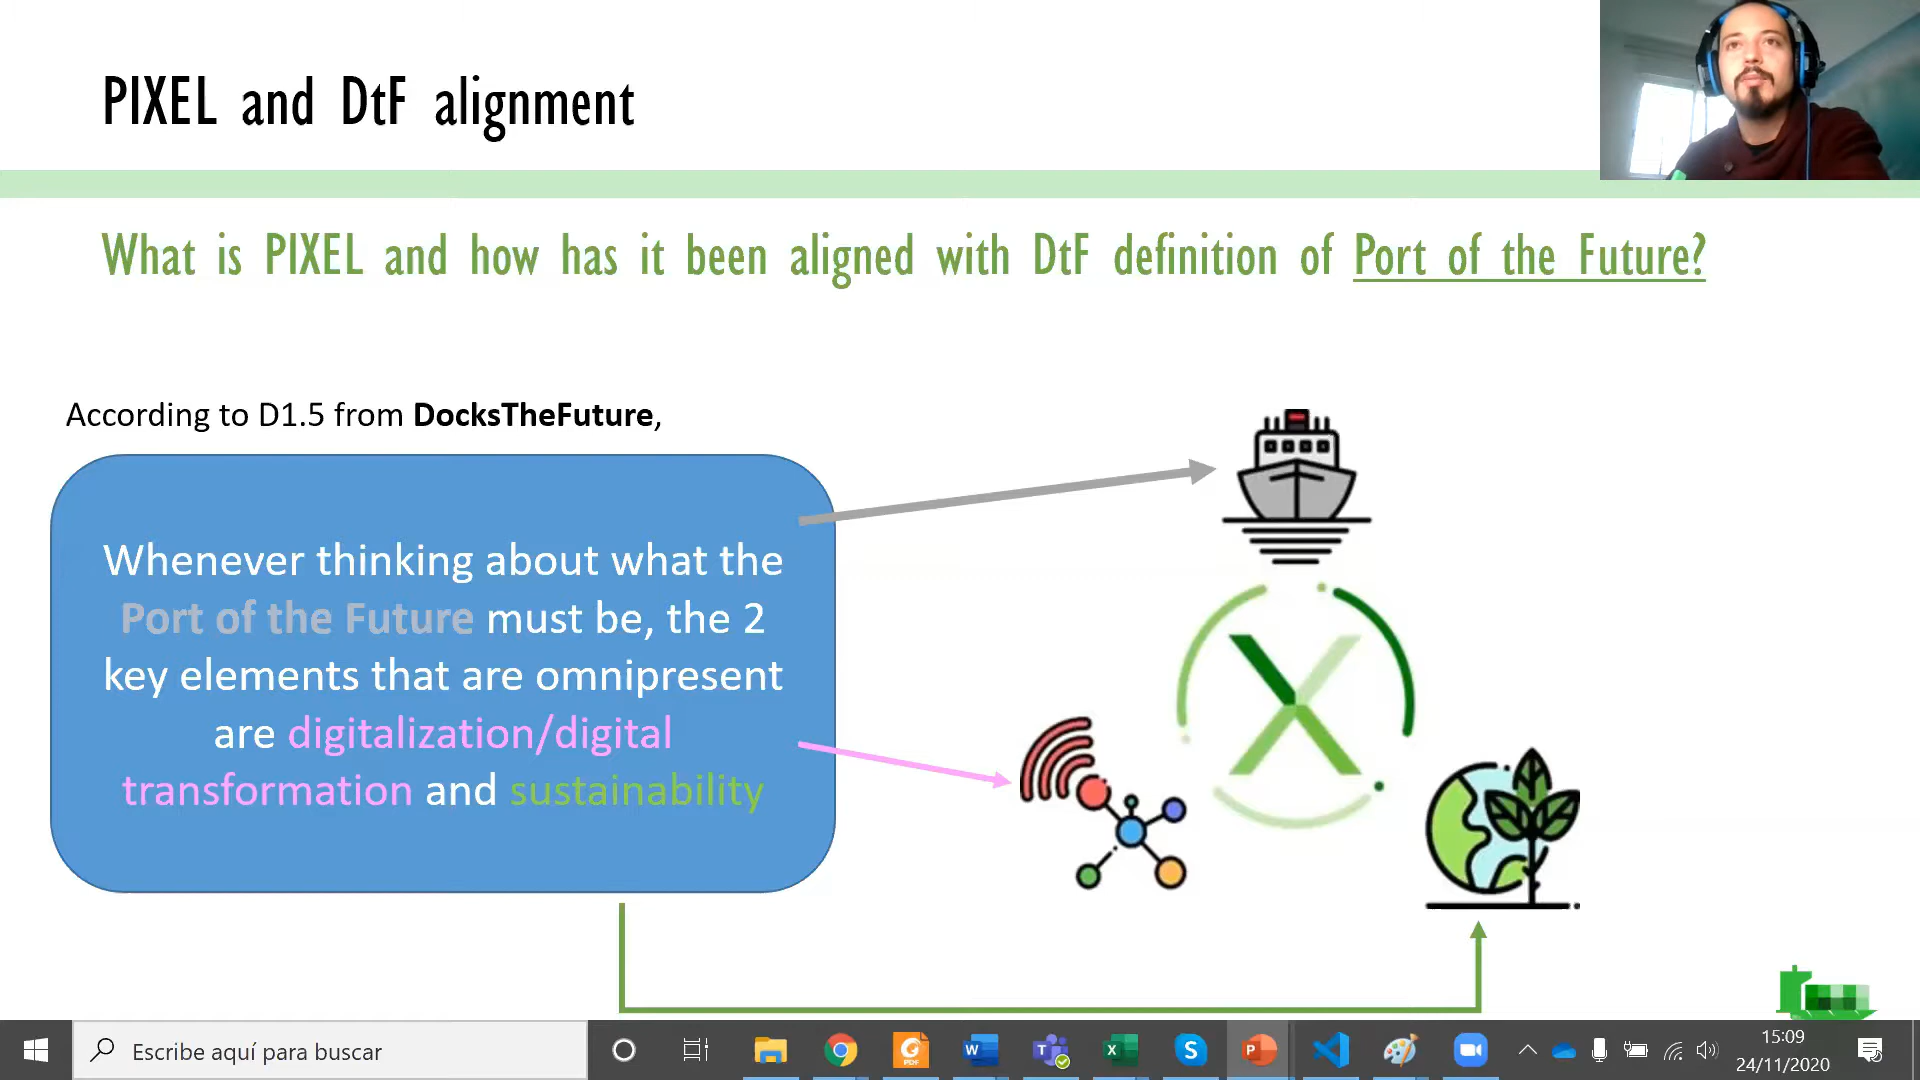 PIXEL and DtF alignment
What is PIXEL and how has it been aligned with DtF definition of Port of the Future?
According to D1.5 from DocksTheFuture,
Whenever thinking about what the
Port of the Future must be, the 2
key elements that are omnipresent
are digitalization/digital
transformation and sustainability
Escribe aquí para buscar
15:09
24/11/2020